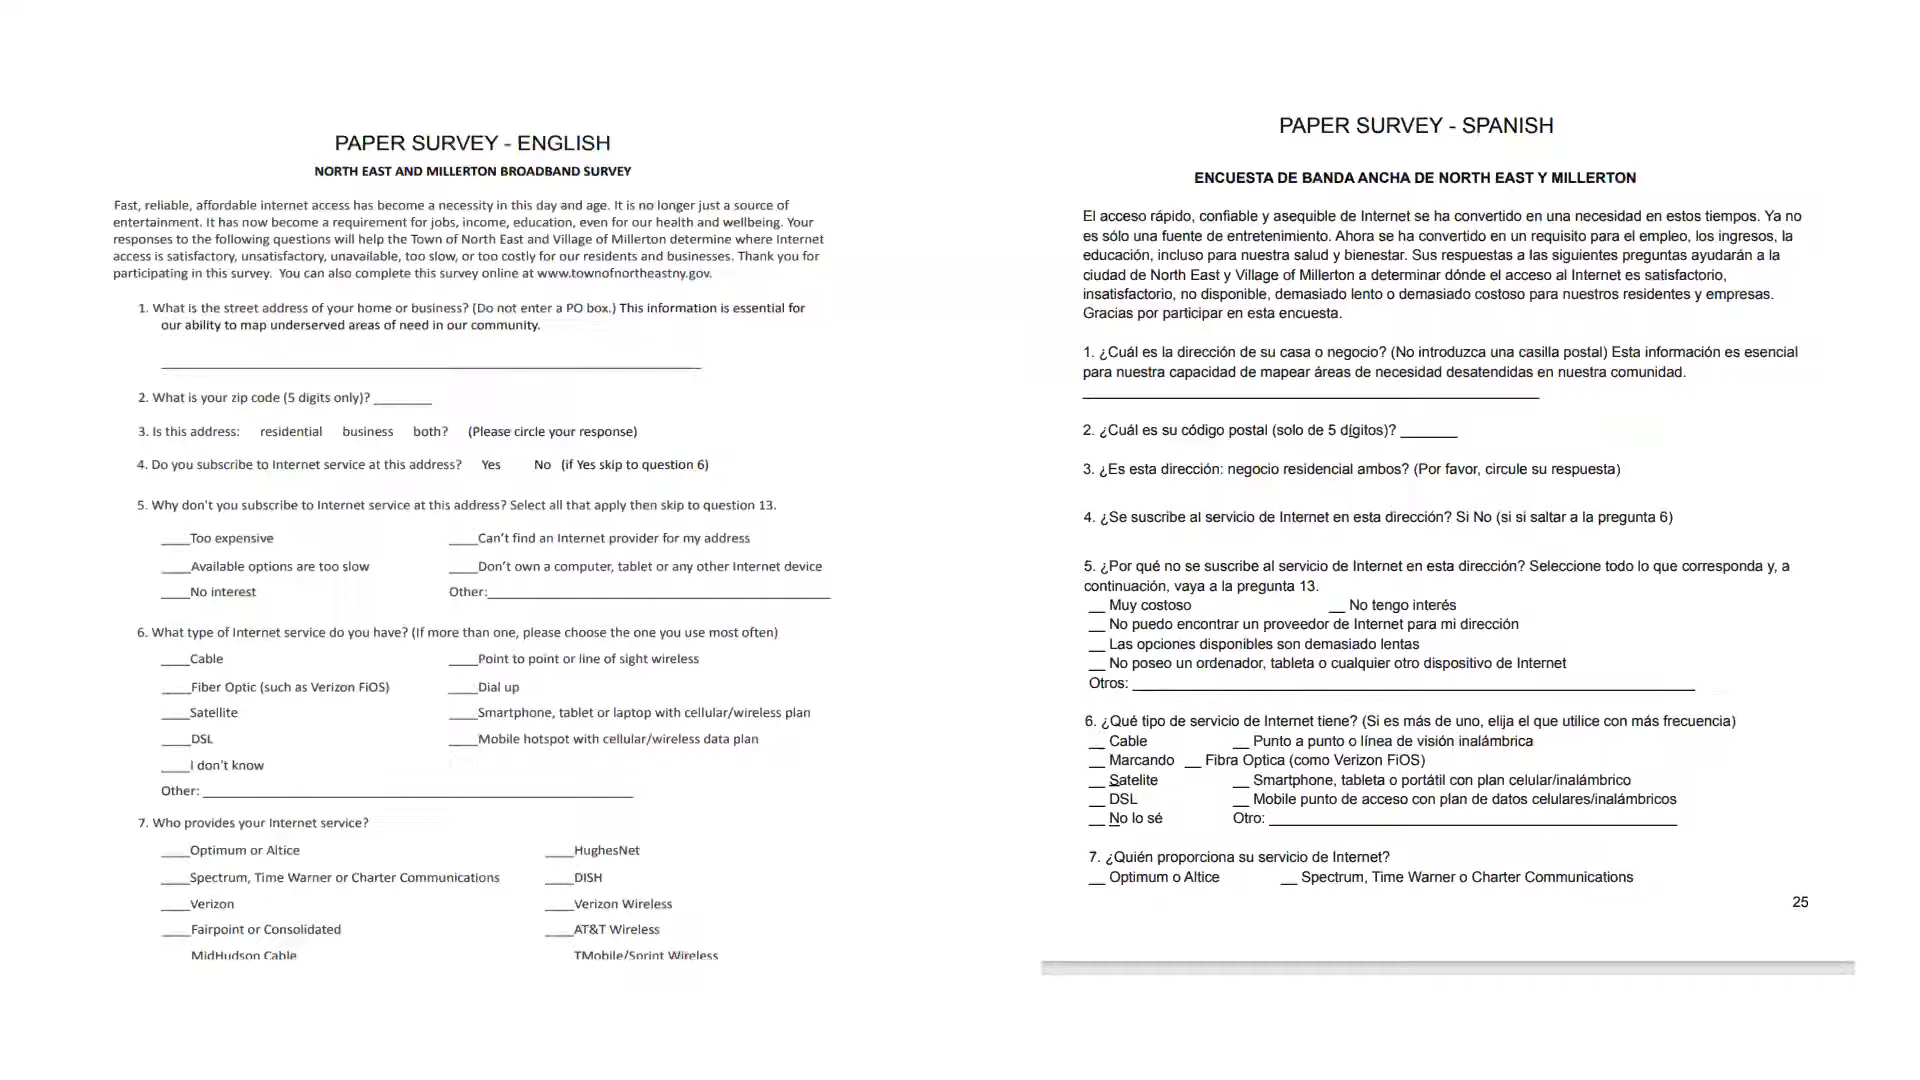 PAPER SURVEY - ENGLISH
NORTH EAST AND MILLERTON BROADBAND SURVEY
Fast, reliable, affordable internet access has become a necessity in this day and age. It is no longer just a source of
entertainment. It has now become a requirement for jobs, income, education, even for our health and wellbeing. Your
responses to the following questions will help the Town of North East and Village of Millerton determine where Internet
access is satisfactory, unsatisfactory, unavailable, too slow, or too costly for our residents and businesses. Thank you for
participating in this survey. You can also complete this survey online at www.townofnortheastny.gov.
1. What is the street address of your home or business? (Do not enter a PO box.) This information is essential for
our ability to map underserved areas of need in our community.
2. What is your zip code (5 digits only)? ________
3. Is this address: residential business both? (Please circle your response)
4. Do you subscribe to Internet service at this address? Yes No (if Yes skip to question 6)
5. Why don't you subscribe to Internet service at this address? Select all that apply then skip to question 13.
____Too expensive ____Can't find an Internet provider for my address
____Available options are too slow ____Don't own a computer, tablet or any other Internet device
____No interest Other:____________________
6. What type of Internet service do you have? (If more than one, please choose the one you use most often)
____Cable ____Point to point or line of sight wireless
____Fiber Optic (such as Verizon FiOS) ____Dial up
____Satellite ____Smartphone, tablet or laptop with cellular/wireless plan
____DSL ____Mobile hotspot with cellular/wireless data plan
____I don't know
Other: ____________________
7. Who provides your Internet service?
____Optimum or Altice ____HughesNet
____Spectrum, Time Warner or Charter Communications ____DISH
____Verizon ____Verizon Wireless
____Fairpoint or Consolidated ____AT&T Wireless
MidHudson Cable TMobile/Sprint Wireless
PAPER SURVEY - SPANISH
ENCUESTA DE BANDA ANCHA DE NORTH EAST Y MILLERTON
El acceso rápido, confiable y asequible de Internet se ha convertido en una necesidad en estos tiempos. Ya no
es sólo una fuente de entretenimiento. Ahora se ha convertido en un requisito para el empleo, los ingresos, la
educación, incluso para nuestra salud y bienestar. Sus respuestas a las siguientes preguntas ayudarán a la
ciudad de North East y Village of Millerton a determinar dónde el acceso al Internet es satisfactorio,
insatisfactorio, no disponible, demasiado lento o demasiado costoso para nuestros residentes y empresas.
Gracias por participar en esta encuesta.
1. ¿Cuál es la dirección de su casa o negocio? (No introduzca una casilla postal) Esta información es esencial
para nuestra capacidad de mapear áreas de necesidad desatendidas en nuestra comunidad.
2. ¿Cuál es su código postal (solo de 5 dígitos)? _______
3. ¿Es esta dirección: negocio residencial ambos? (Por favor, circule su respuesta)
4. ¿Se suscribe al servicio de Internet en esta dirección? Si No (si si saltar a la pregunta 6)
5. ¿Por qué no se suscribe al servicio de Internet en esta dirección? Seleccione todo lo que corresponda y, a
continuación, vaya a la pregunta 13.
__ Muy costoso __ No tengo interés
__ No puedo encontrar un proveedor de Internet para mi dirección
__ Las opciones disponibles son demasiado lentas
__ No poseo un ordenador, tableta o cualquier otro dispositivo de Internet
Otros: ____________________
6. ¿Qué tipo de servicio de Internet tiene? (Si es más de uno, elija el que utilice con más frecuencia)
__ Cable __ Punto a punto o línea de visión inalámbrica
__ Marcando __ Fibra Optica (como Verizon FiOS)
__ Satelite __ Smartphone, tableta o portátil con plan celular/inalámbrico
__ DSL __ Mobile punto de acceso con plan de datos celulares/inalámbricos
__ No lo sé Otro: ____________________
7. ¿Quién proporciona su servicio de Internet?
__ Optimum o Altice __ Spectrum, Time Warner o Charter Communications
25